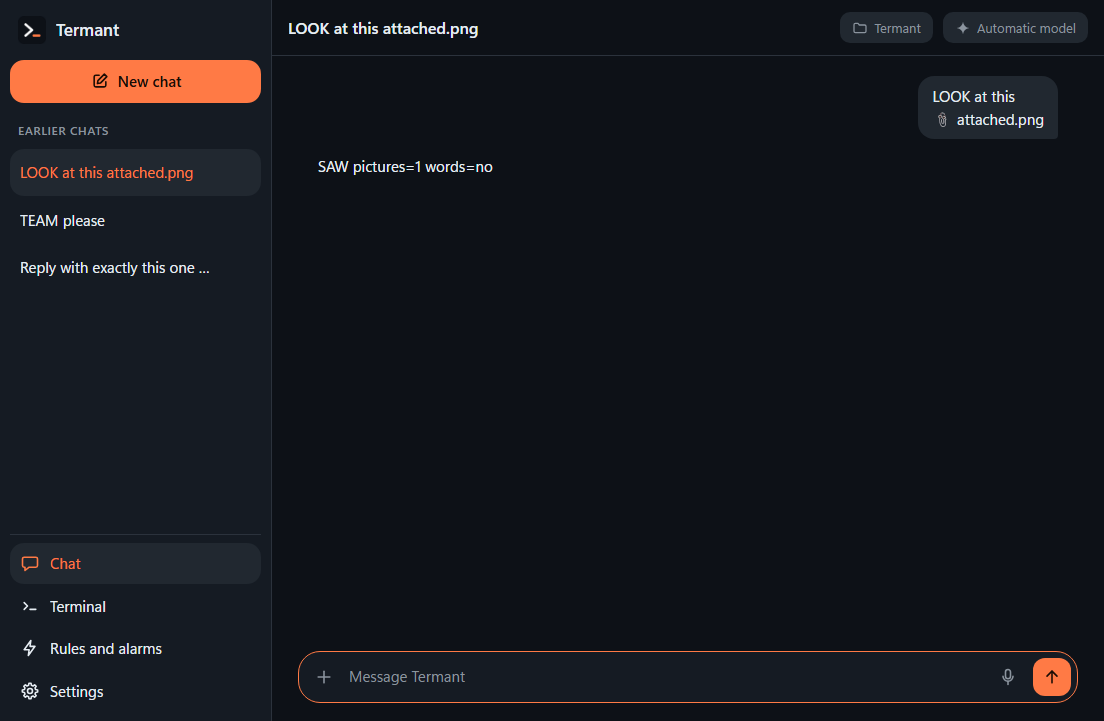 Termant
New chat
EARLIER CHATS
LOOK at this attached.png
TEAM please
Reply with exactly this one ...
Chat
Terminal
Rules and alarms
Settings
LOOK at this attached.png
Termant
Automatic model
LOOK at this
attached.png
SAW pictures=1 words=no
Message Termant